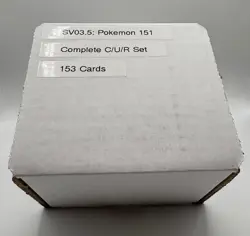 SV03.5: Pokemon 151
Complete C/U/R Set
153 Cards